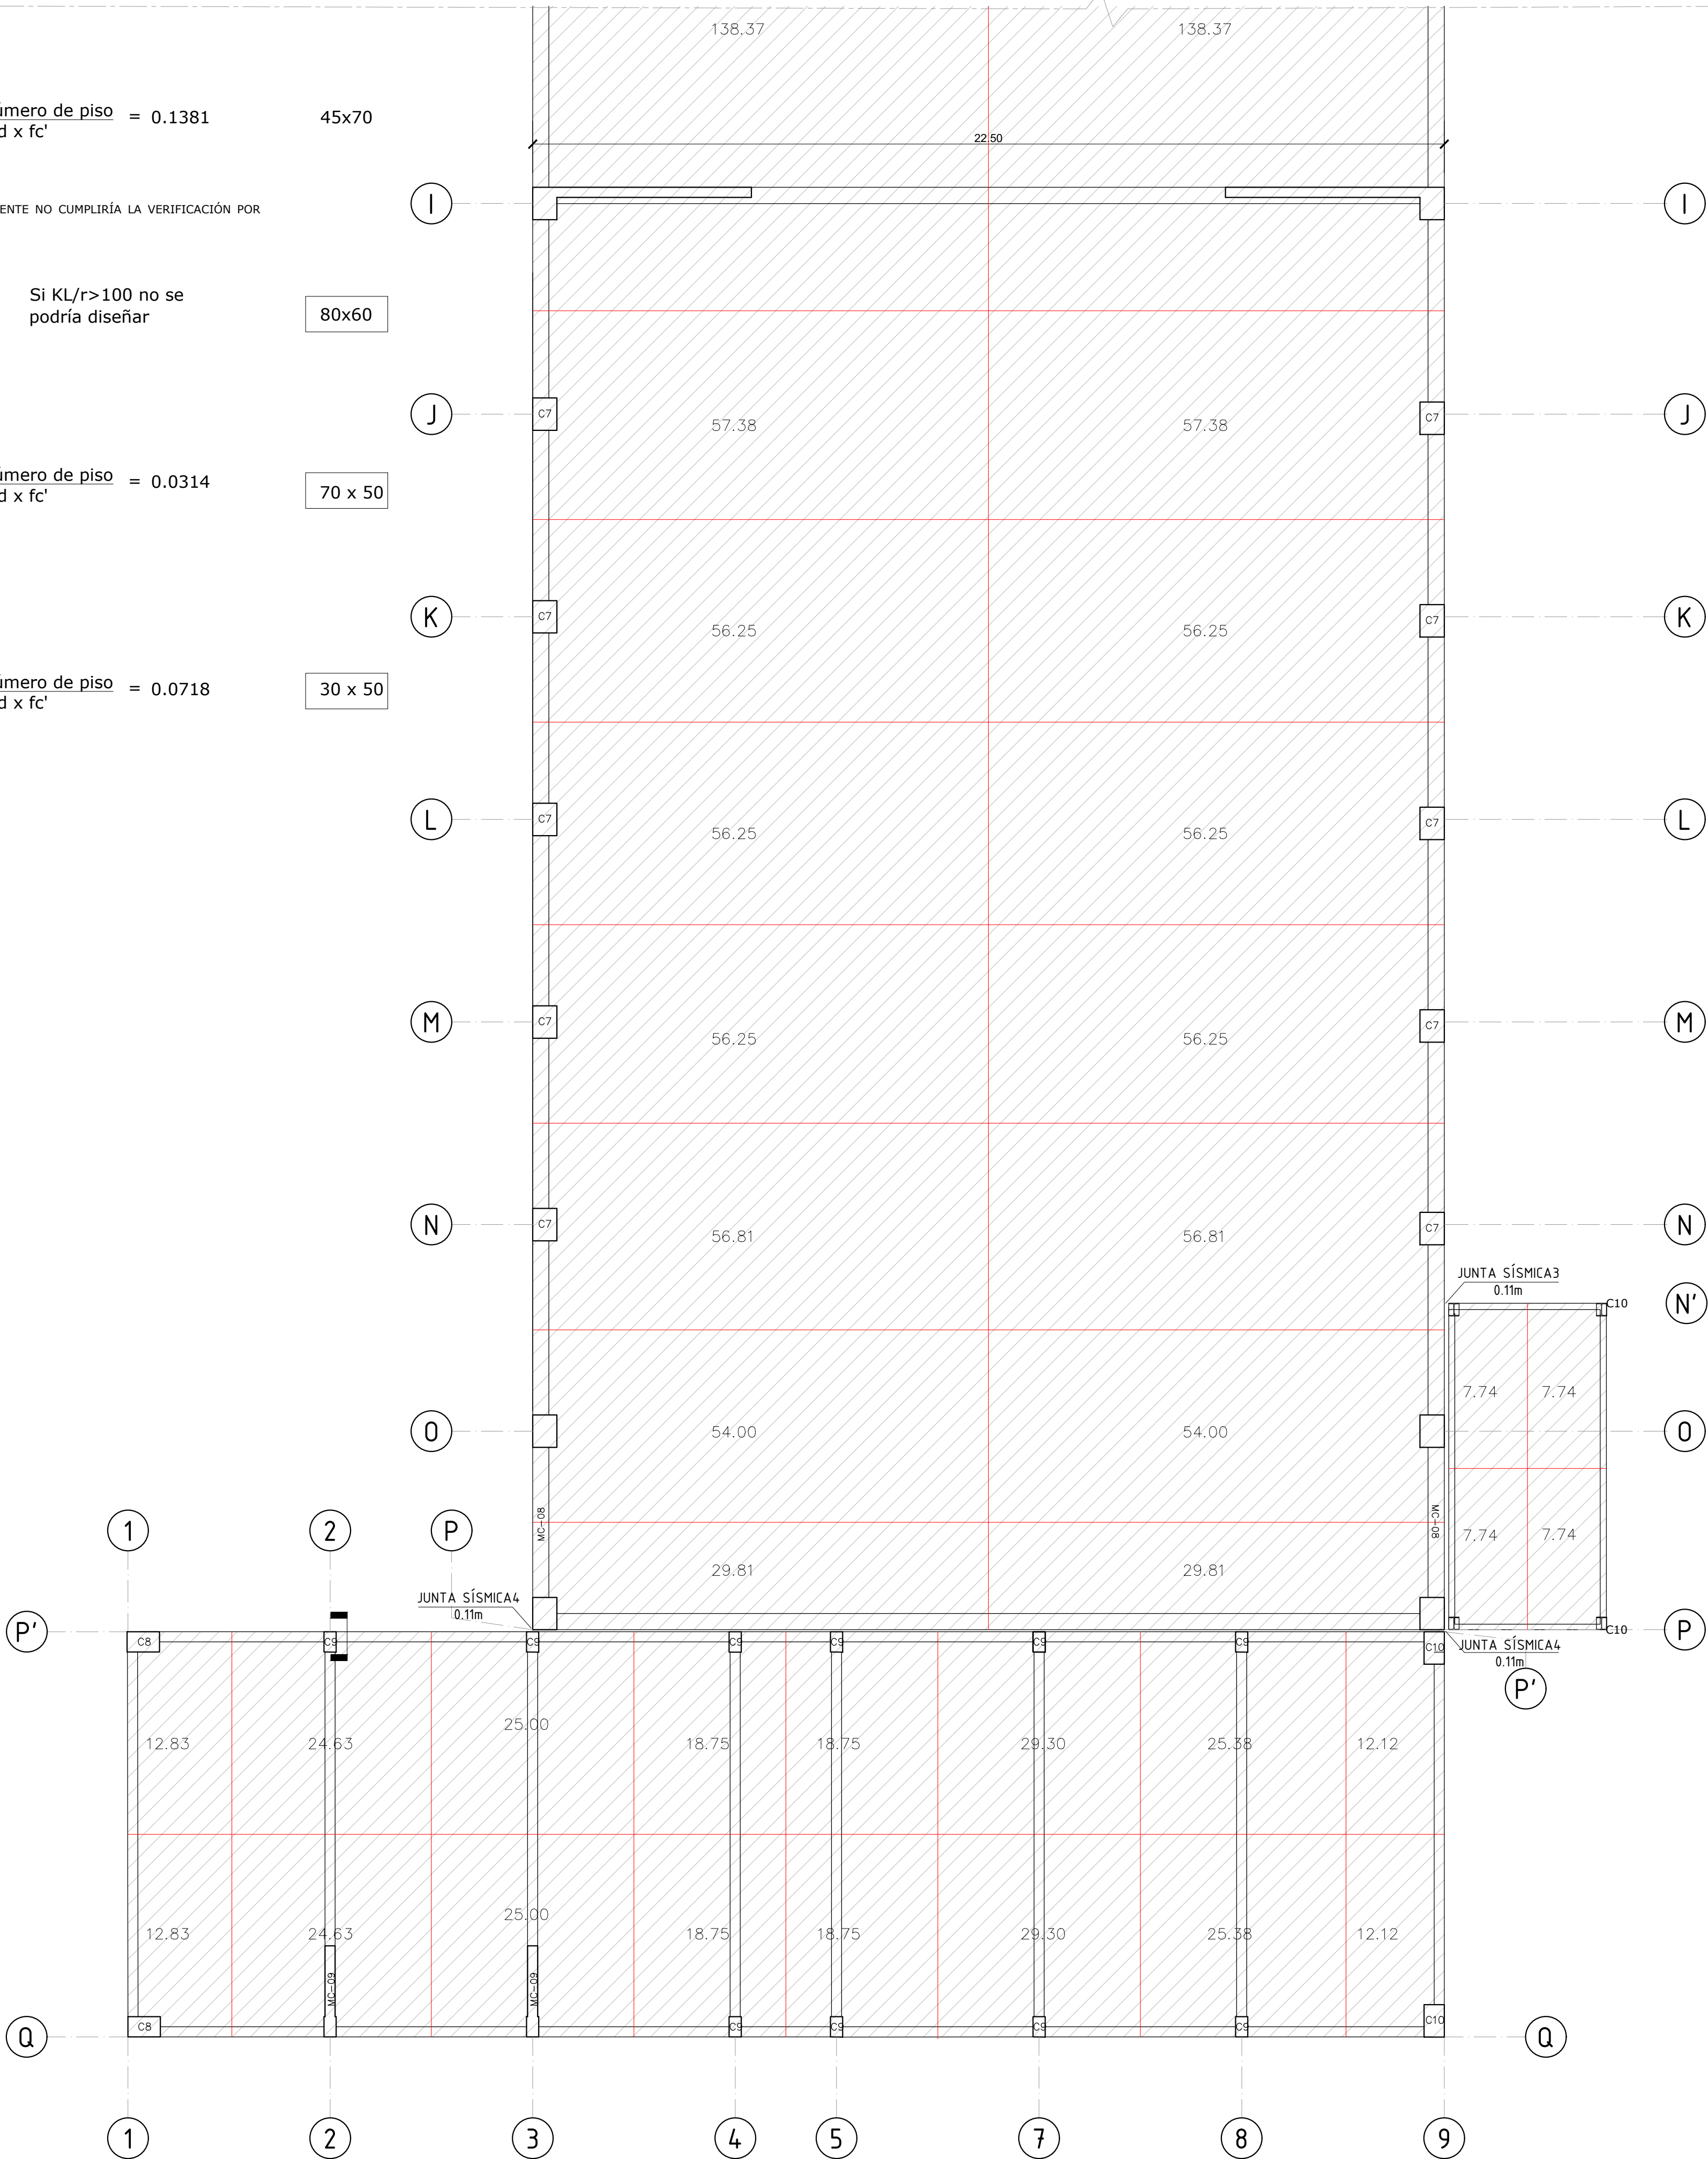 138.37 138.37
úmero de piso = 0.1381 45x70
d x fc'
22.50
I I
ENTE NO CUMPLIRÍA LA VERIFICACIÓN POR
Si KL/r>100 no se
podría diseñar
80x60
J C7 C7 J
57.38 57.38
úmero de piso = 0.0314 70 x 50
d x fc'
K C7 C7 K
56.25 56.25
úmero de piso = 0.0718 30 x 50
d x fc'
L C7 C7 L
56.25 56.25
M C7 C7 M
56.25 56.25
N C7 C7 N
56.81 56.81
JUNTA SÍSMICA3
0.11m
C10 N'
7.74 7.74
O O
54.00 54.00
MC-08 MC-08
1 2 P
7.74 7.74
29.81 29.81
JUNTA SÍSMICA4
0.11m
P' C10 P
C8 C9 C9 C9 C9 C9 C9 C10
JUNTA SÍSMICA4
0.11m
P'
12.83 24.63 25.00 18.75 18.75 29.30 25.38 12.12
12.83 24.63 25.00 18.75 18.75 29.30 25.38 12.12
MC-09 MC-09
Q C8 C9 C9 C9 C9 C10 Q
1 2 3 4 5 7 8 9